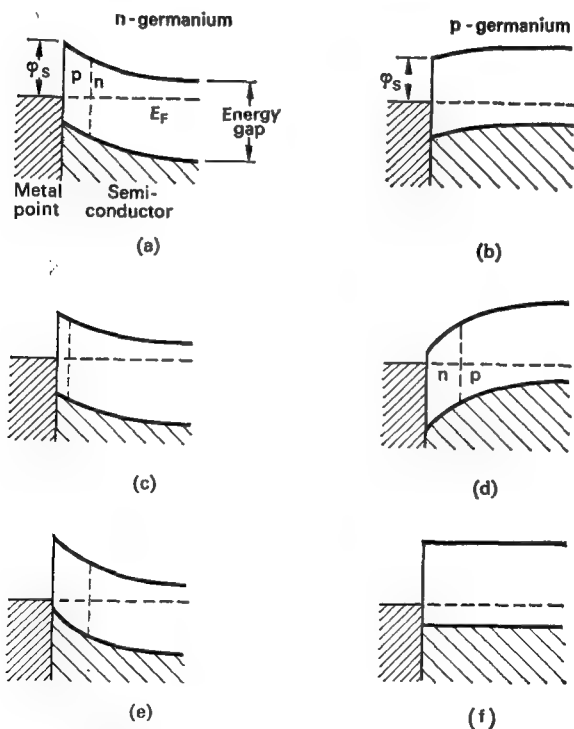 n-germanium
p-germanium
φs
p
n
EF
Energy
gap
Metal
point
Semi-
conductor
(a)
φs
(b)
(c)
n
p
(d)
(e)
(f)